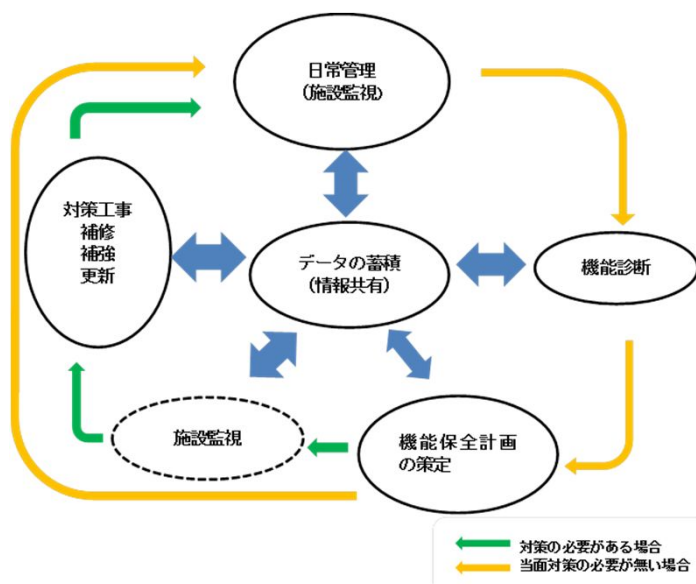 日常管理
(施設監視)
対策工事
補修
補強
更新
データの蓄積
(情報共有)
機能診断
施設監視
機能保全計画
の策定
対策の必要がある場合
当面対策の必要が無い場合